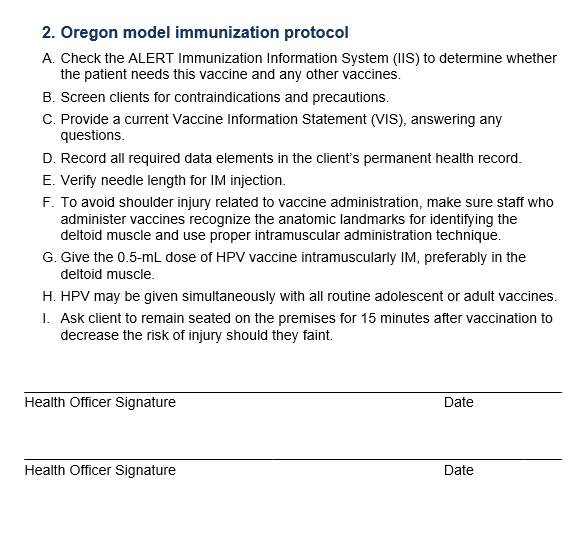 2. Oregon model immunization protocol
A. Check the ALERT Immunization Information System (IIS) to determine whether
the patient needs this vaccine and any other vaccines.
B. Screen clients for contraindications and precautions.
C. Provide a current Vaccine Information Statement (VIS), answering any
questions.
D. Record all required data elements in the client’s permanent health record.
E. Verify needle length for IM injection.
F. To avoid shoulder injury related to vaccine administration, make sure staff who
administer vaccines recognize the anatomic landmarks for identifying the
deltoid muscle and use proper intramuscular administration technique.
G. Give the 0.5-mL dose of HPV vaccine intramuscularly IM, preferably in the
deltoid muscle.
H. HPV may be given simultaneously with all routine adolescent or adult vaccines.
I. Ask client to remain seated on the premises for 15 minutes after vaccination to
decrease the risk of injury should they faint.
Health Officer Signature Date
Health Officer Signature Date